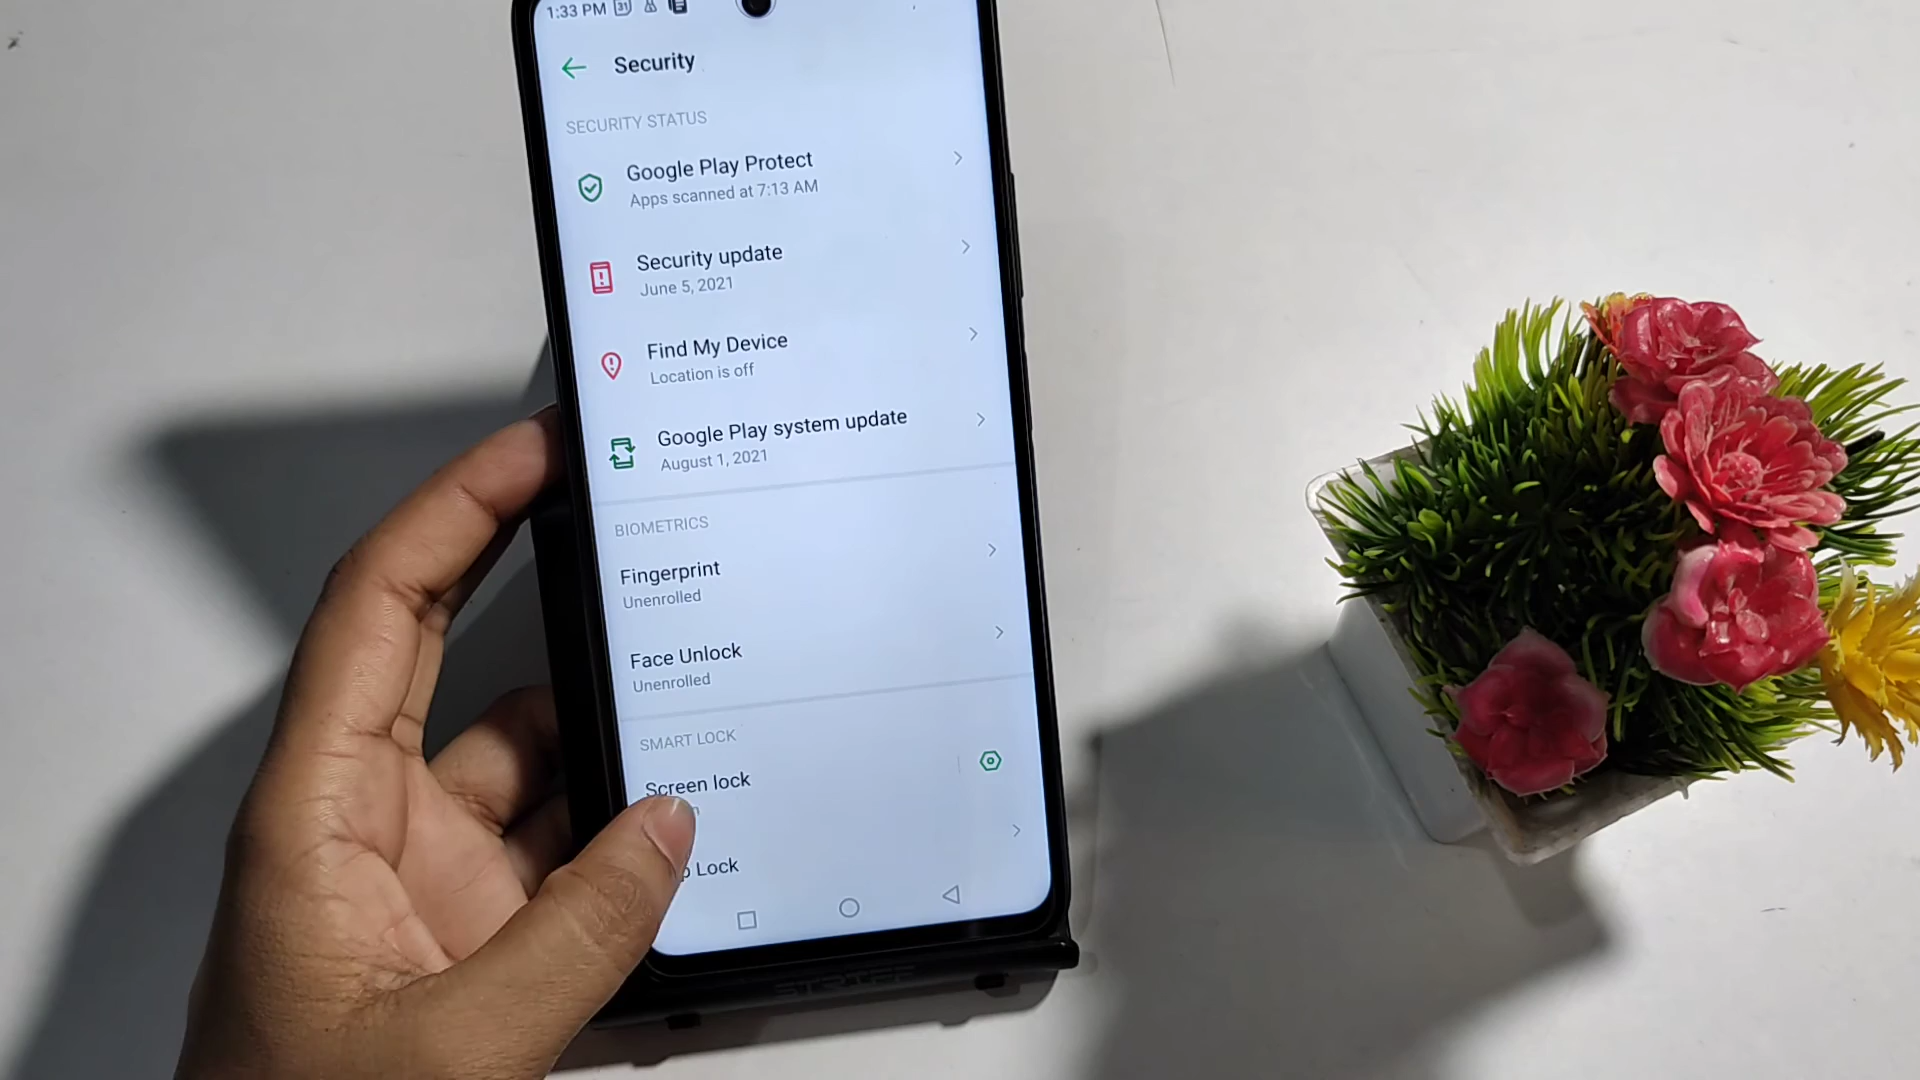 1:33 PM 31
Security
SECURITY STATUS
Google Play Protect
Apps scanned at 7:13 AM
Security update
June 5, 2021
Find My Device
Location is off
Google Play system update
August 1, 2021
BIOMETRICS
Fingerprint
Unenrolled
Face Unlock
Unenrolled
SMART LOCK
Screen lock
Lock